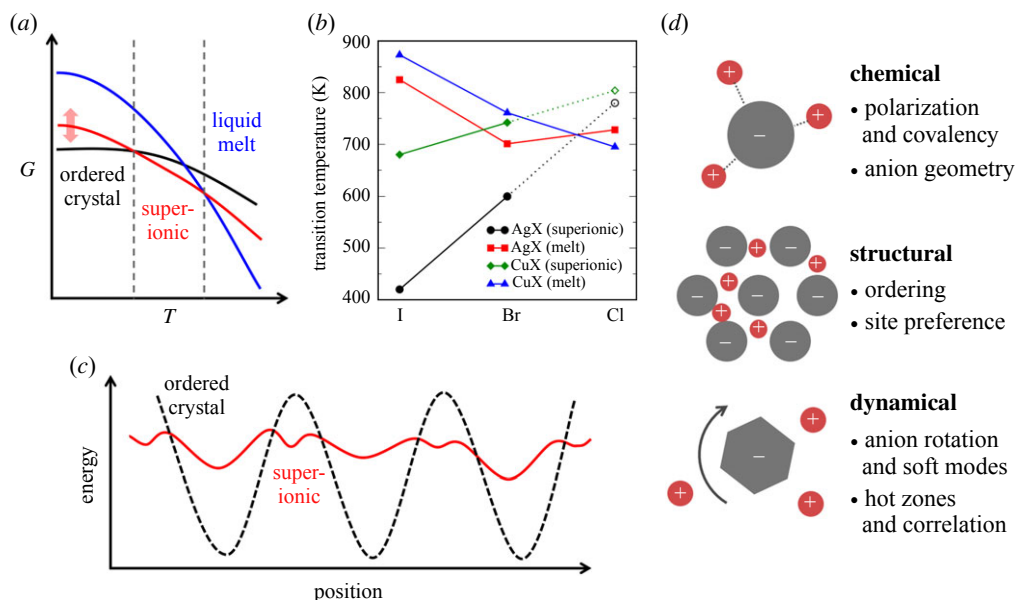 (a)
G
ordered
crystal
super-
ionic
liquid
melt
T
(b)
transition temperature (K)
900
800
700
600
500
400
AgX (superionic)
AgX (melt)
CuX (superionic)
CuX (melt)
I
Br
Cl
(c)
energy
ordered
crystal
super-
ionic
position
(d)
+
+
+
–
chemical
• polarization
and covalency
• anion geometry
– + –
+
+
– – –
+
– + –
structural
• ordering
• site preference
+
–
+
+
dynamical
• anion rotation
and soft modes
• hot zones
and correlation